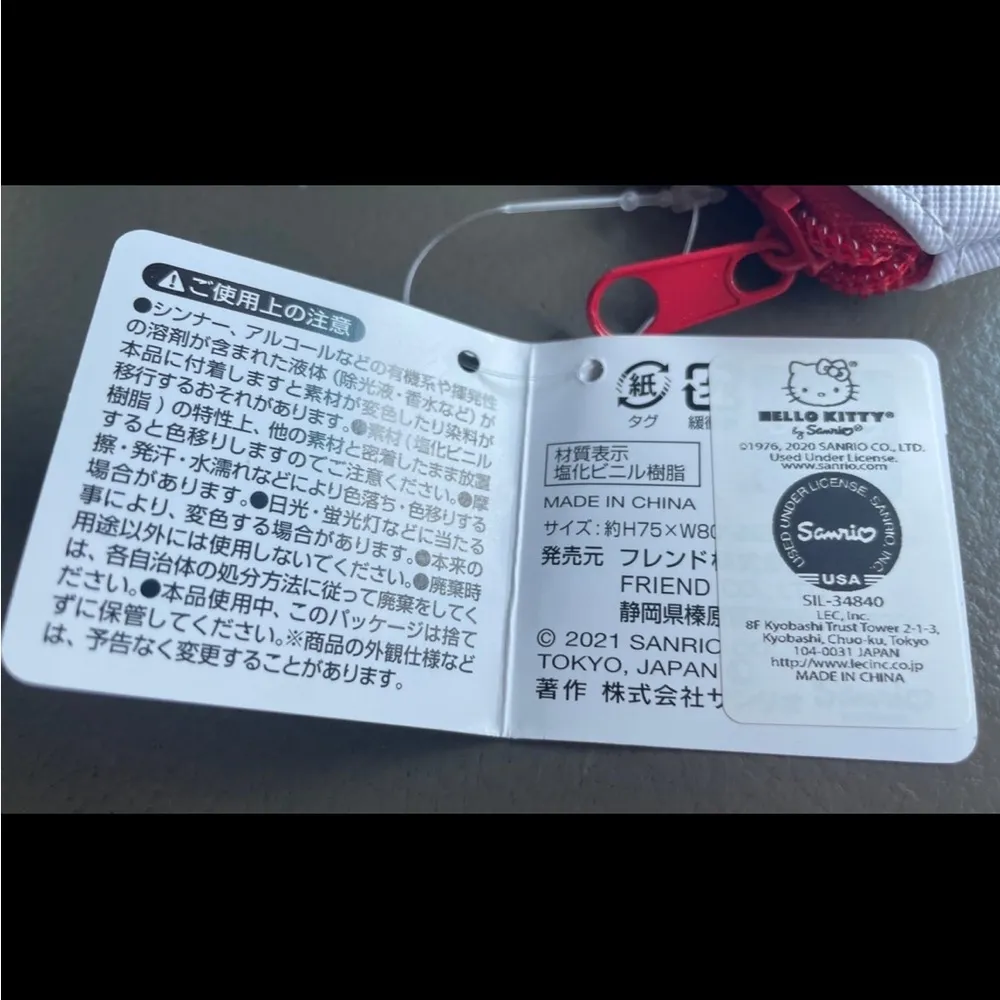 ⚠ご使用上の注意
●シンナー、アルコールなどの有機系や揮発性
の溶剤が含まれた液体(除光液・香水など)が
本品に付着しますと素材が変色したり染料が
移行するおそれがあります。●素材(塩化ビニル
樹脂)の特性上、他の素材と密着したまま放置
すると色移りしますのでご注意ください。●摩
擦・発汗・水濡れなどにより色落ち・色移りする
場合があります。●日光・蛍光灯などに当たる
事により、変色する場合があります。●本来の
用途以外には使用しないでください。●廃棄時
は、各自治体の処分方法に従って廃棄をしてく
ださい。●本品使用中、このパッケージは捨て
ずに保管してください。※商品の外観仕様など
は、予告なく変更することがあります。
紙
タグ
材質表示
塩化ビニル樹脂
MADE IN CHINA
サイズ:約H75×W80
発売元 フレンド
FRIEND
静岡県榛原
© 2021 SANRIO
TOKYO, JAPAN
著作 株式会社サ
HELLO KITTY®
by Sanrio®
©1976, 2020 SANRIO CO., LTD.
Used Under License.
www.sanrio.com
USED UNDER LICENSE. SANRIO, INC.
Sanrio
USA
SIL-34840
LEC, Inc.
8F Kyobashi Trust Tower 2-1-3,
Kyobashi, Chuo-ku, Tokyo
104-0031 JAPAN
http://www.lecinc.co.jp
MADE IN CHINA